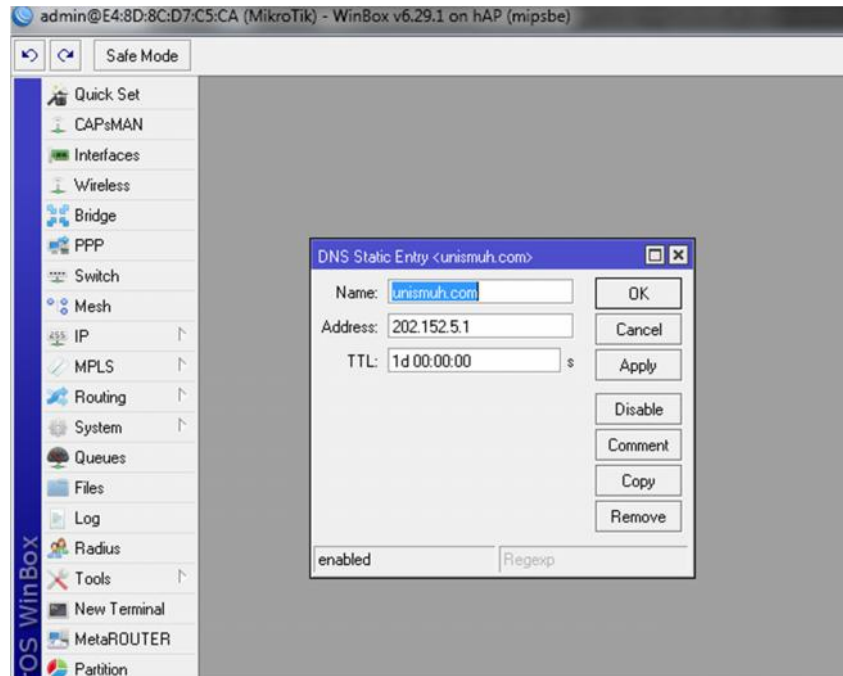 admin@E4:8D:8C:D7:C5:CA (MikroTik) - WinBox v6.29.1 on hAP (mipsbe)
Safe Mode
Quick Set
CAPsMAN
Interfaces
Wireless
Bridge
PPP
Switch
Mesh
IP
MPLS
Routing
System
Queues
Files
Log
Radius
Tools
New Terminal
MetaROUTER
Partition
OS WinBox
DNS Static Entry <unismuh.com>
Name: unismuh.com
Address: 202.152.5.1
TTL: 1d 00:00:00 s
OK
Cancel
Apply
Disable
Comment
Copy
Remove
enabled
Regexp